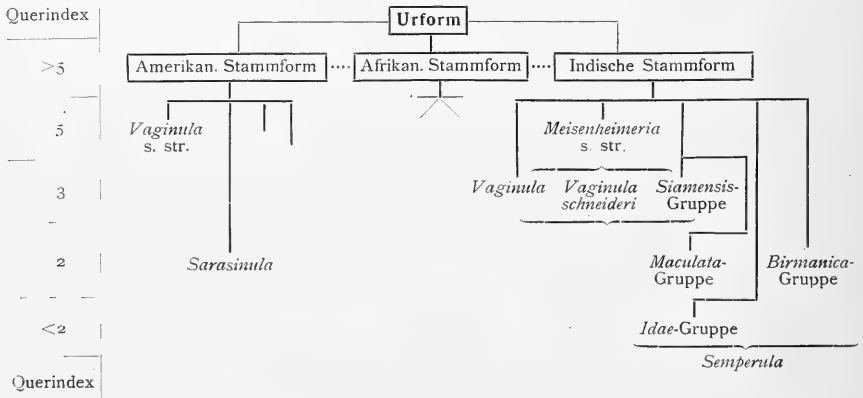 Querindex
Urform
>5
Amerikan. Stammform .... Afrikan. Stammform .... Indische Stammform
5
Vaginula
s. str.
Meisenheimeria
s. str.
3
Vaginula
Vaginula
schneideri
Siamensis-
Gruppe
2
Sarasinula
Maculata-
Gruppe
Birmanica-
Gruppe
<2
Idae-Gruppe
Semperula
Querindex